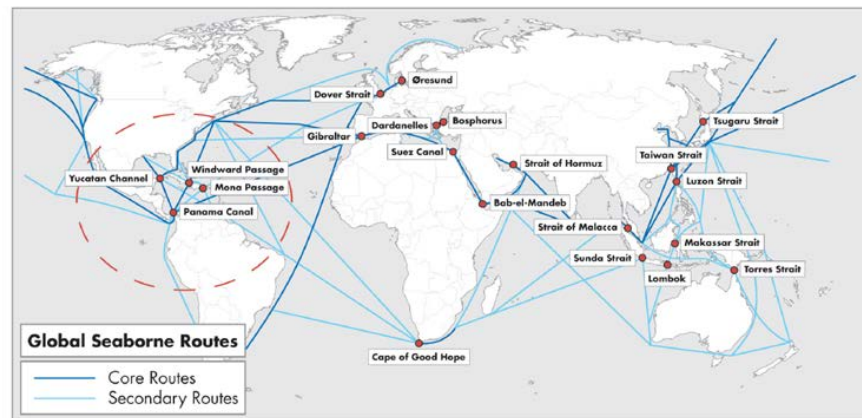 Øresund
Dover Strait
Bosphorus
Dardanelles
Tsugaru Strait
Gibraltar
Suez Canal
Taiwan Strait
Strait of Hormuz
Windward Passage
Yucatan Channel
Luzon Strait
Mona Passage
Bab-el-Mandeb
Panama Canal
Strait of Malacca
Makassar Strait
Sunda Strait
Torres Strait
Lombok
Global Seaborne Routes
Cape of Good Hope
Core Routes
Secondary Routes